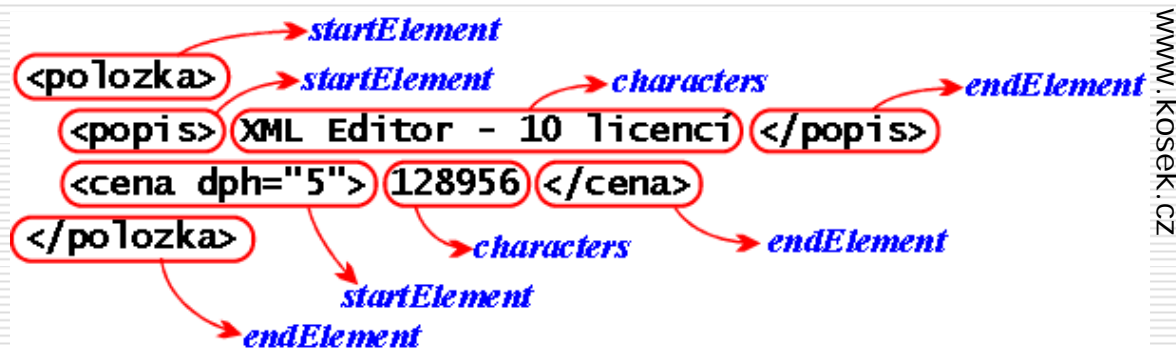 startElement
<polozka>
startElement
characters
endElement
<popis> XML Editor - 10 licencí </popis>
<cena dph="5"> 128956 </cena>
</polozka>
characters
endElement
startElement
endElement
www.kosek.cz